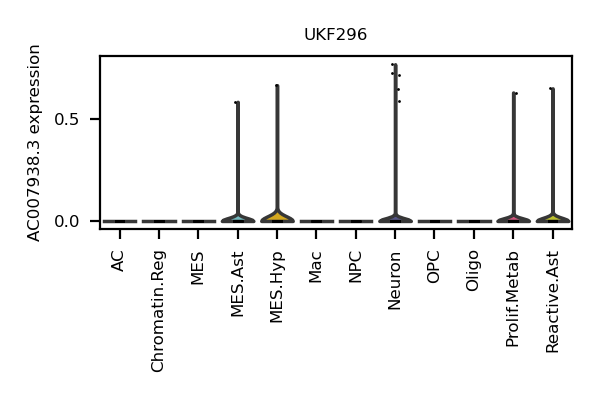 UKF296
AC007938.3 expression
0.5
0.0
AC
Chromatin.Reg
MES
MES.Ast
MES.Hyp
Mac
NPC
Neuron
OPC
Oligo
Prolif.Metab
Reactive.Ast